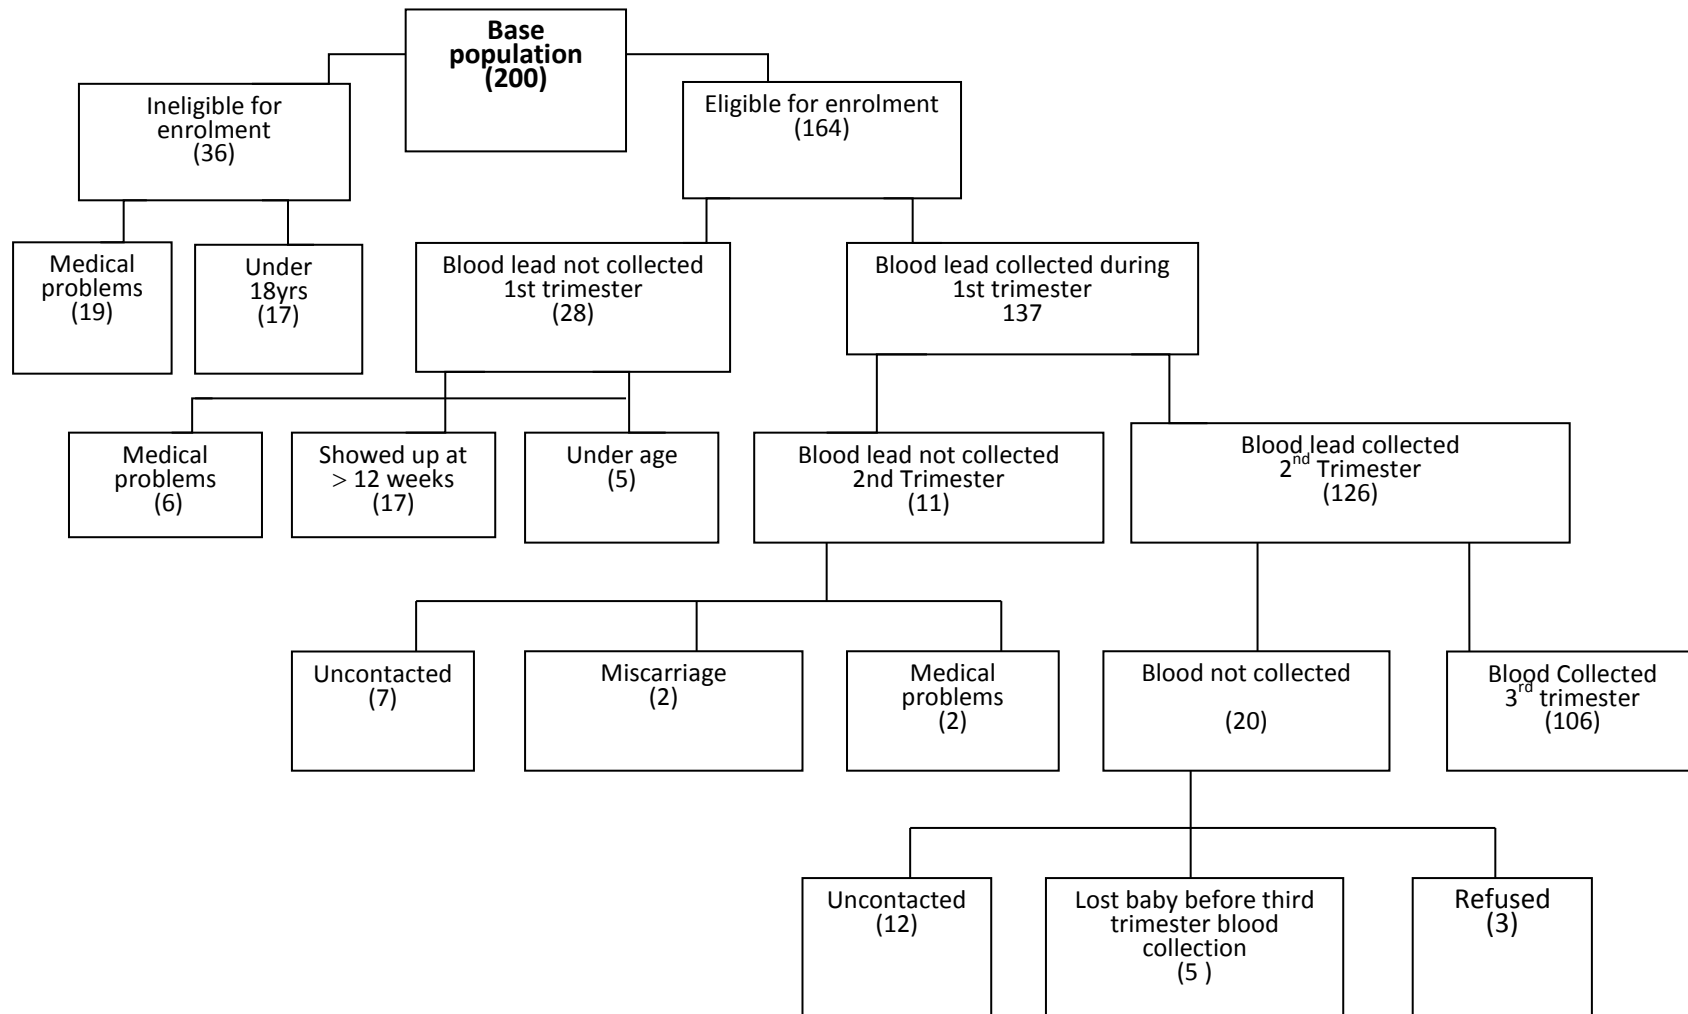 Base
population
(200)
Ineligible for
enrolment
(36)
Eligible for enrolment
(164)
Medical
problems
(19)
Under
18yrs
(17)
Blood lead not collected
1st trimester
(28)
Blood lead collected during
1st trimester
137
Medical
problems
(6)
Showed up at
> 12 weeks
(17)
Under age
(5)
Blood lead not collected
2nd Trimester
(11)
Blood lead collected
2nd Trimester
(126)
Uncontacted
(7)
Miscarriage
(2)
Medical
problems
(2)
Blood not collected
(20)
Blood Collected
3rd trimester
(106)
Uncontacted
(12)
Lost baby before third
trimester blood
collection
(5 )
Refused
(3)